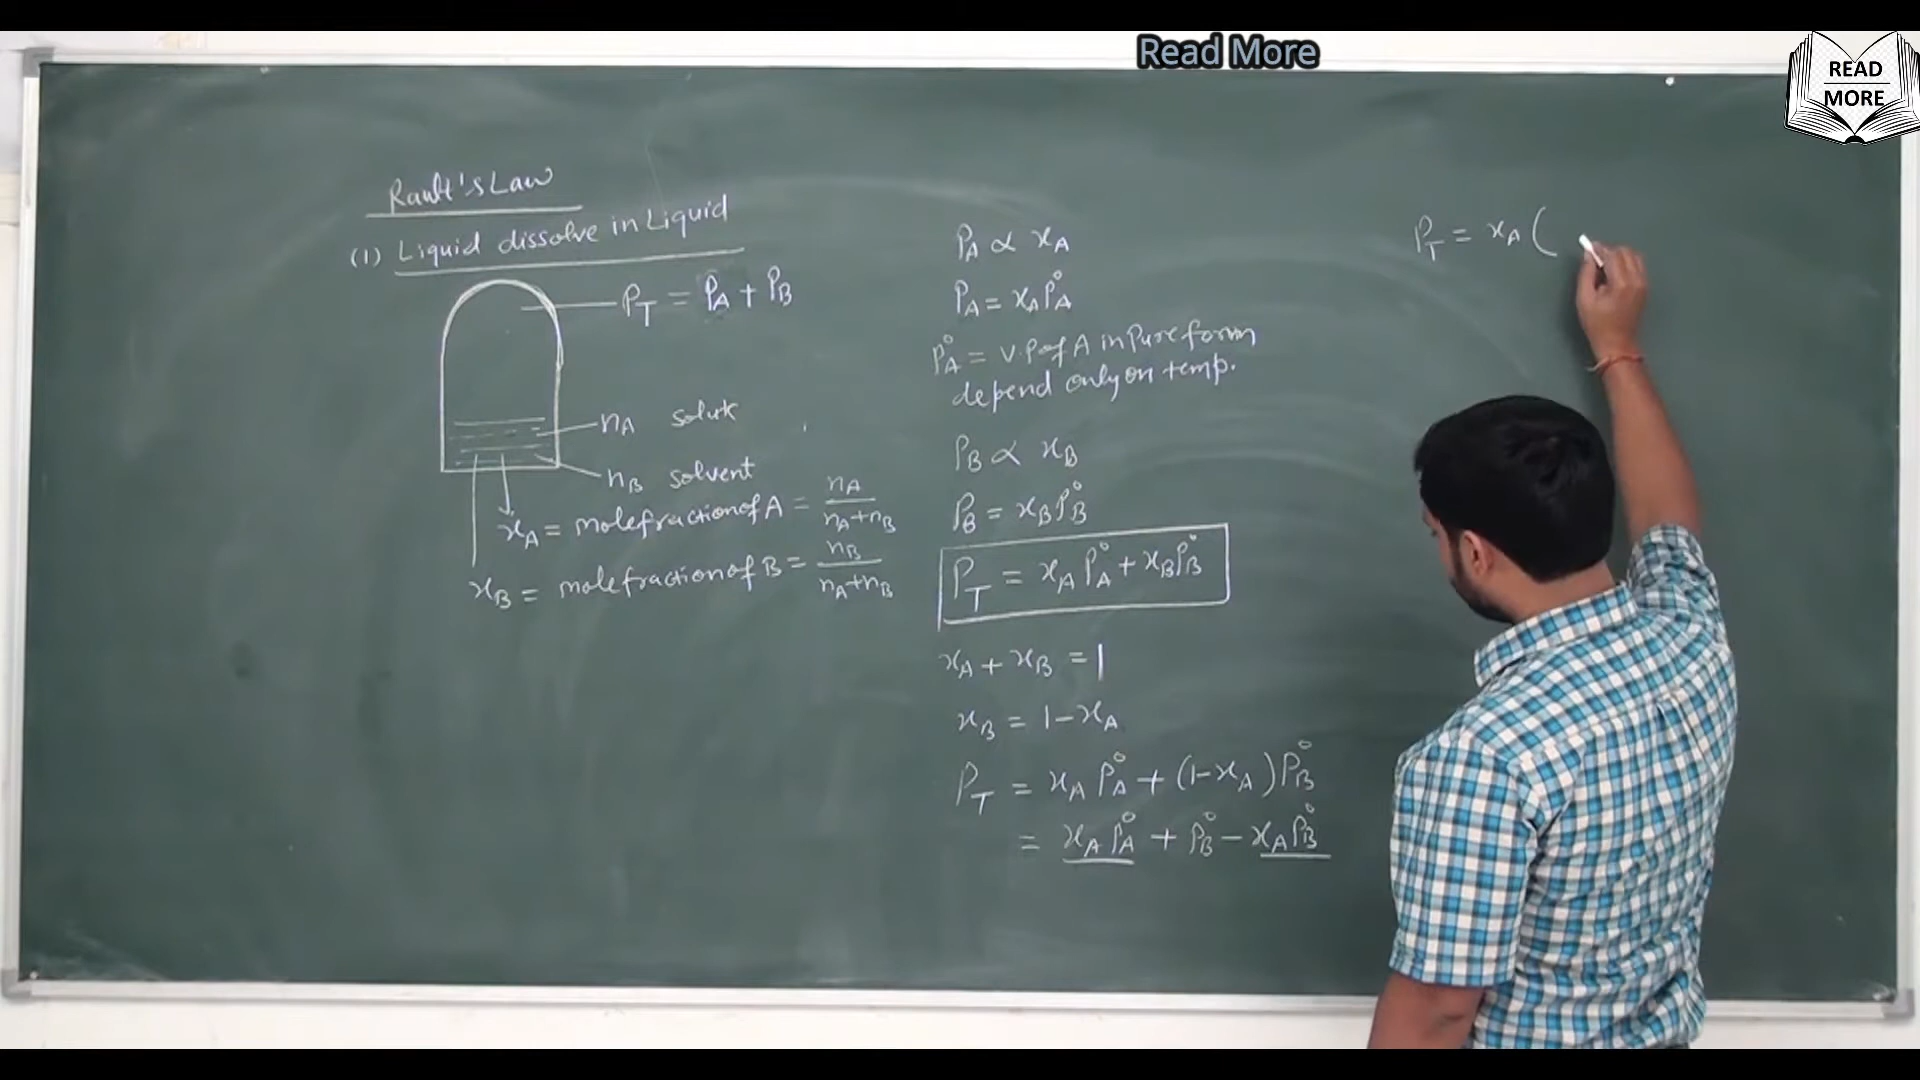 Read More
READ
MORE
Rault's Law
(1) Liquid dissolve in Liquid
P_T = P_A + P_B
n_A solute
n_B solvent
x_A = mole fraction of A = n_A / (n_A+n_B)
x_B = mole fraction of B = n_B / (n_A+n_B)
P_A ∝ x_A
P_A = x_A P°_A
P°_A = V.P of A in Pure form
depend only on temp.
P_B ∝ x_B
P_B = x_B P°_B
P_T = x_A P°_A + x_B P°_B
x_A + x_B = 1
x_B = 1 - x_A
P_T = x_A P°_A + (1-x_A) P°_B
= x_A P°_A + P°_B - x_A P°_B
P_T = x_A (